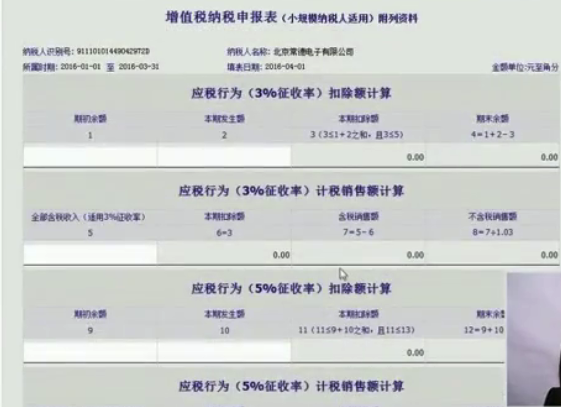 增值税纳税申报表（小规模纳税人适用）附列资料
纳税人识别号：91110101449042972D 纳税人名称：北京常德电子有限公司
所属时期：2016-01-01 至 2016-03-31 填表日期：2016-04-01 金额单位:元至角分
应税行为（3%征收率）扣除额计算
期初余额 本期发生额 本期扣除额 期末余额
1 2 3（3≤1+2之和，且3≤5） 4=1+2-3
0.00 0.00
应税行为（3%征收率）计税销售额计算
全部含税收入（适用3%征收率） 本期扣除额 含税销售额 不含税销售额
5 6=3 7=5-6 8=7÷1.03
0.00 0.00 0.00
应税行为（5%征收率）扣除额计算
期初余额 本期发生额 本期扣除额 期末余
9 10 11（11≤9+10之和，且11≤13） 12=9+10
0.00
应税行为（5%征收率）计税销售额计算